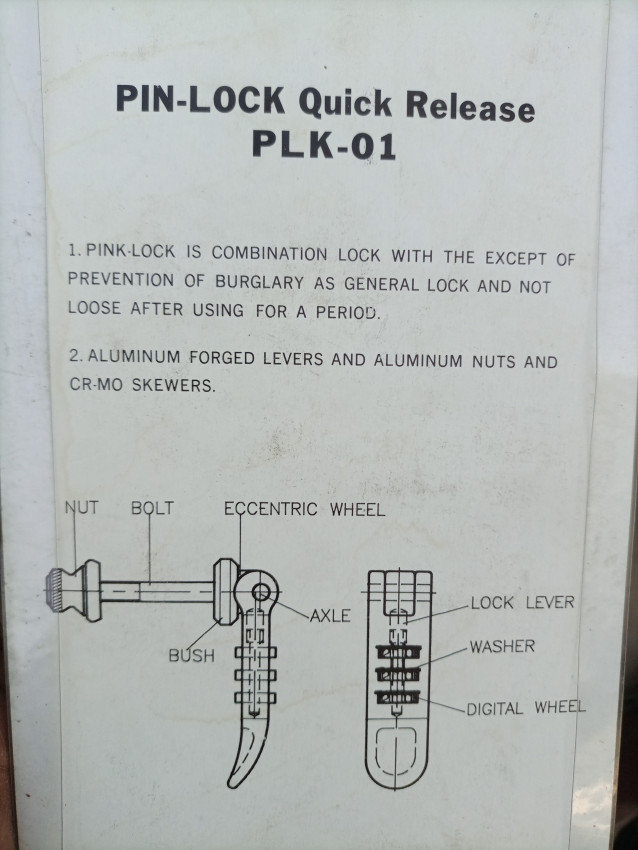 PIN-LOCK Quick Release
PLK-01
1. PINK-LOCK IS COMBINATION LOCK WITH THE EXCEPT OF
PREVENTION OF BURGLARY AS GENERAL LOCK AND NOT
LOOSE AFTER USING FOR A PERIOD.
2. ALUMINUM FORGED LEVERS AND ALUMINUM NUTS AND
CR-MO SKEWERS.
NUT BOLT ECCENTRIC WHEEL
LOCK LEVER
AXLE
WASHER
BUSH
DIGITAL WHEEL